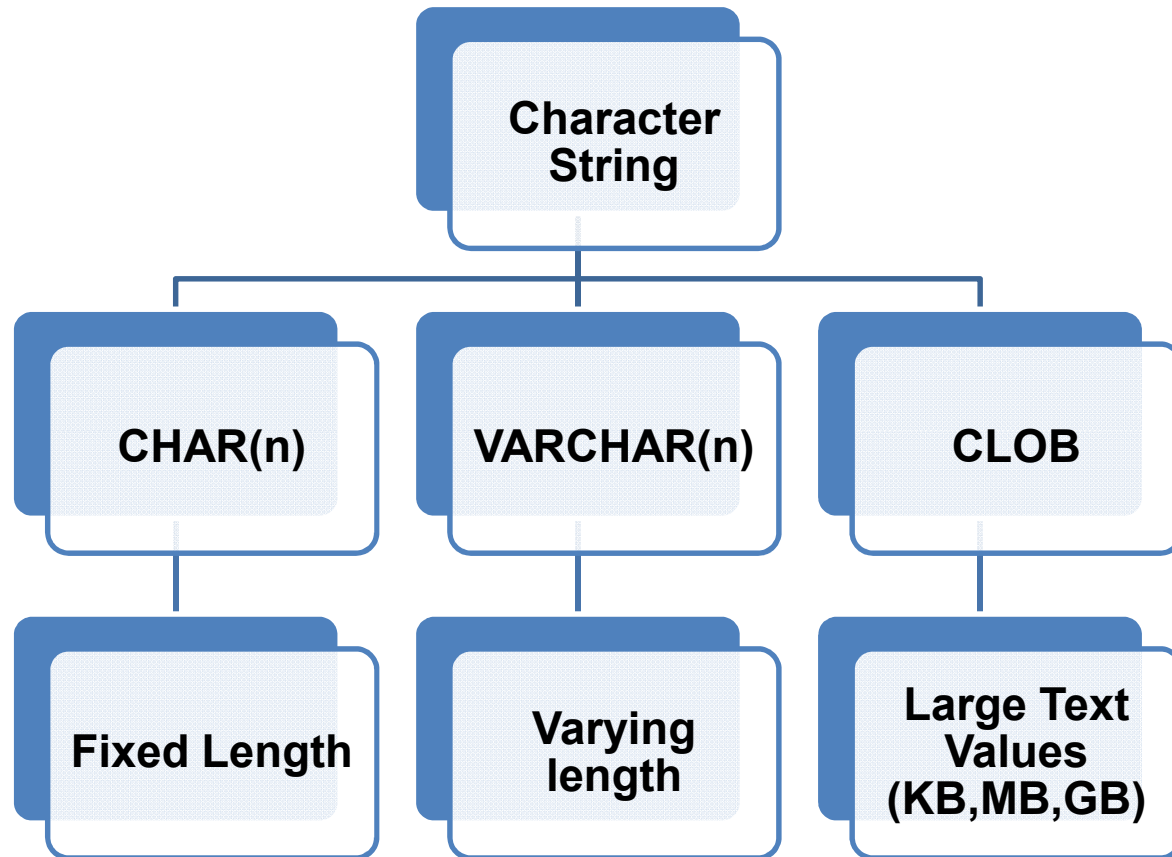 Character
String
CHAR(n)
VARCHAR(n)
CLOB
Fixed Length
Varying
length
Large Text
Values
(KB,MB,GB)